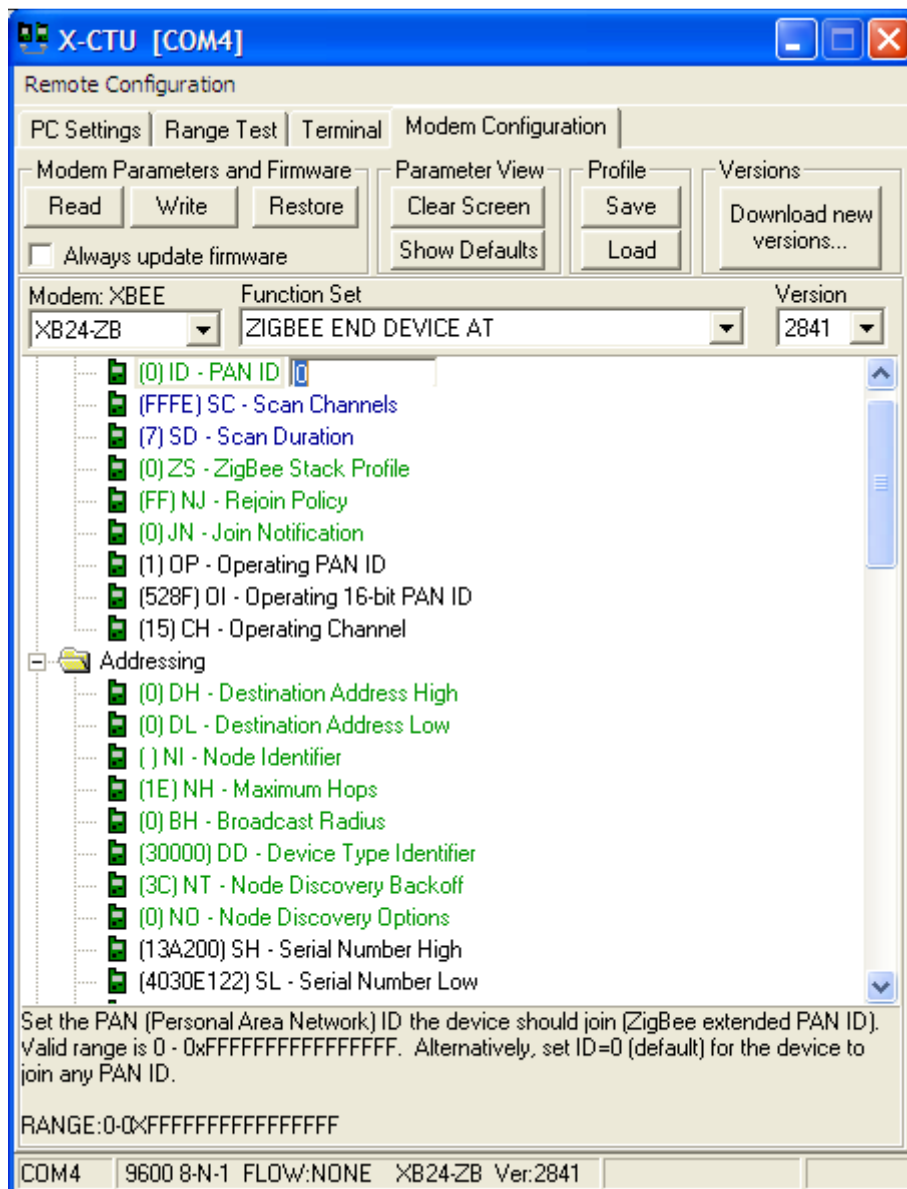 X-CTU [COM4]
Remote Configuration
PC Settings Range Test Terminal Modem Configuration
Modem Parameters and Firmware Parameter View Profile Versions
Read Write Restore Clear Screen Save Download new versions...
Always update firmware Show Defaults Load
Modem: XBEE Function Set Version
XB24-ZB ZIGBEE END DEVICE AT 2841
(0) ID - PAN ID 0
(FFFE) SC - Scan Channels
(7) SD - Scan Duration
(0) ZS - ZigBee Stack Profile
(FF) NJ - Rejoin Policy
(0) JN - Join Notification
(1) OP - Operating PAN ID
(528F) OI - Operating 16-bit PAN ID
(15) CH - Operating Channel
Addressing
(0) DH - Destination Address High
(0) DL - Destination Address Low
( ) NI - Node Identifier
(1E) NH - Maximum Hops
(0) BH - Broadcast Radius
(30000) DD - Device Type Identifier
(3C) NT - Node Discovery Backoff
(0) NO - Node Discovery Options
(13A200) SH - Serial Number High
(4030E122) SL - Serial Number Low
Set the PAN (Personal Area Network) ID the device should join (ZigBee extended PAN ID).
Valid range is 0 - 0xFFFFFFFFFFFFFFFF. Alternatively, set ID=0 (default) for the device to
join any PAN ID.
RANGE:0-0XFFFFFFFFFFFFFFFF
COM4 9600 8-N-1 FLOW:NONE XB24-ZB Ver:2841